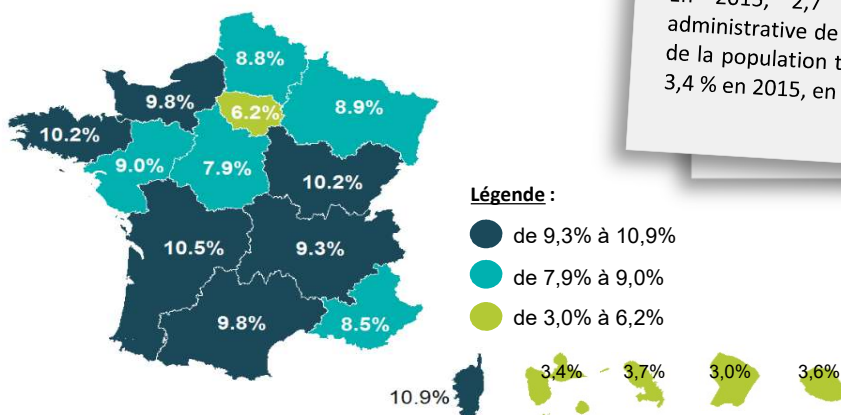 En 2015, 2,7
administrative de
de la population
3,4 % en 2015, en
8.8%
9.8%
6.2%
8.9%
10.2%
9.0%
7.9%
10.2%
10.5%
9.3%
9.8%
8.5%
10.9%
Légende :
de 9,3% à 10,9%
de 7,9% à 9,0%
de 3,0% à 6,2%
3,4%
3,7%
3,0%
3,6%